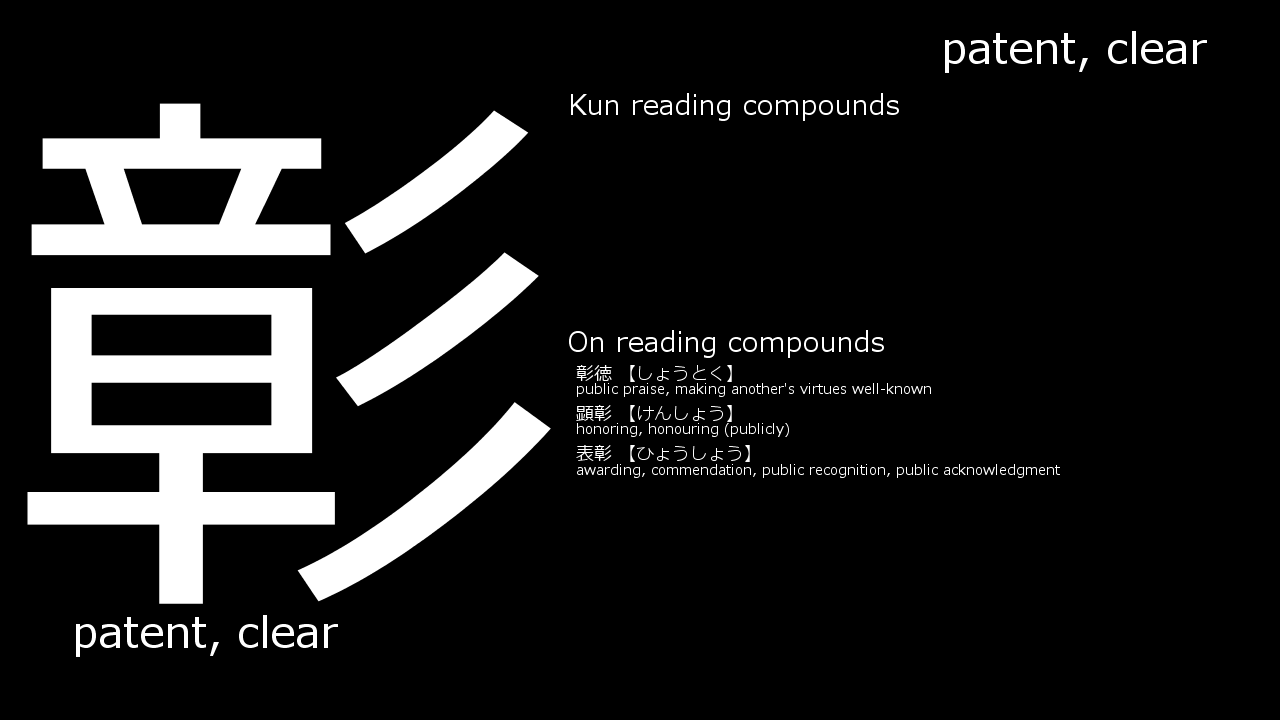 patent, clear
彰
Kun reading compounds
On reading compounds
彰徳 【しょうとく】
public praise, making another's virtues well-known
顕彰 【けんしょう】
honoring, honouring (publicly)
表彰 【ひょうしょう】
awarding, commendation, public recognition, public acknowledgment
patent, clear